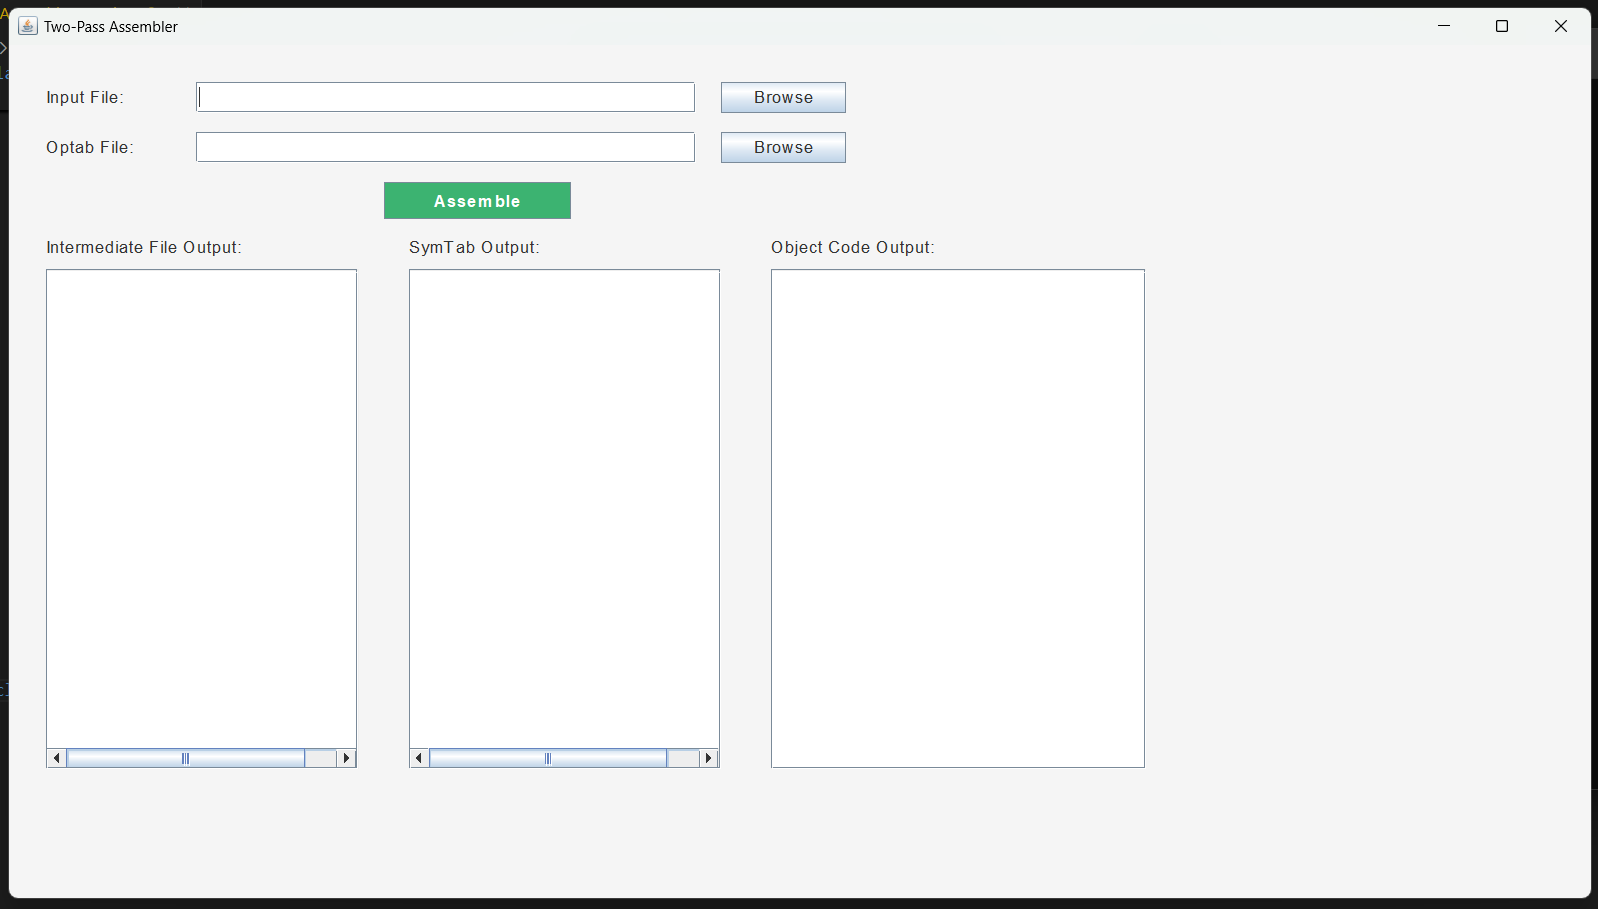 Two-Pass Assembler
Input File:
Browse
Optab File:
Browse
Assemble
Intermediate File Output:
SymTab Output:
Object Code Output: